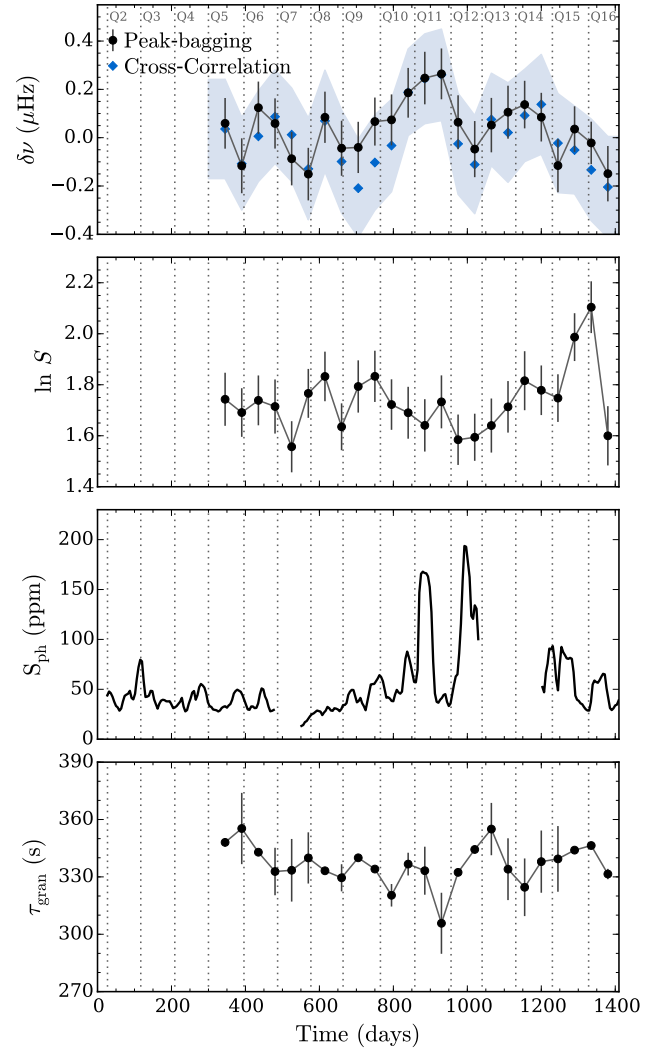 Q2 Q3 Q4 Q5 Q6 Q7 Q8 Q9 Q10 Q11 Q12 Q13 Q14 Q15 Q16
Peak-bagging
Cross-Correlation
0.4
0.2
0.0
−0.2
−0.4
δν (μHz)
2.2
2.0
1.8
1.6
1.4
ln S
200
150
100
50
0
S_ph (ppm)
390
360
330
300
270
τ_gran (s)
0 200 400 600 800 1000 1200 1400
Time (days)